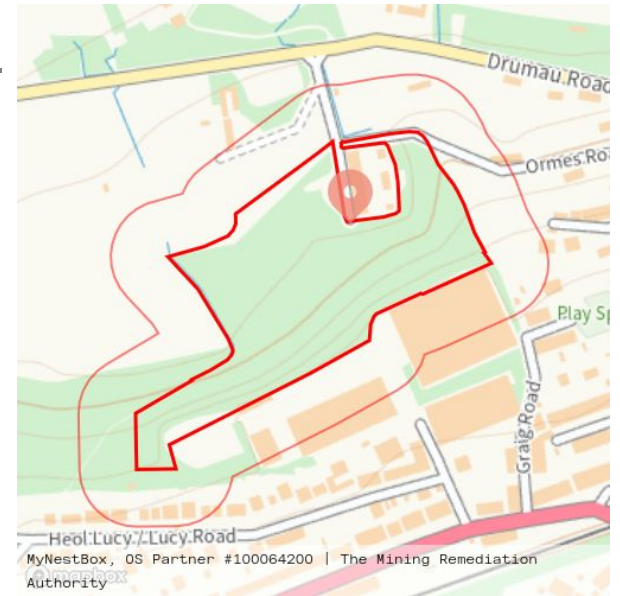 Drumau Road
Ormes Ro
Play Sp
Graig Road
Heol Lucy / Lucy Road
MyNestBox, OS Partner #100064200 | The Mining Remediation
Authority
mapbox